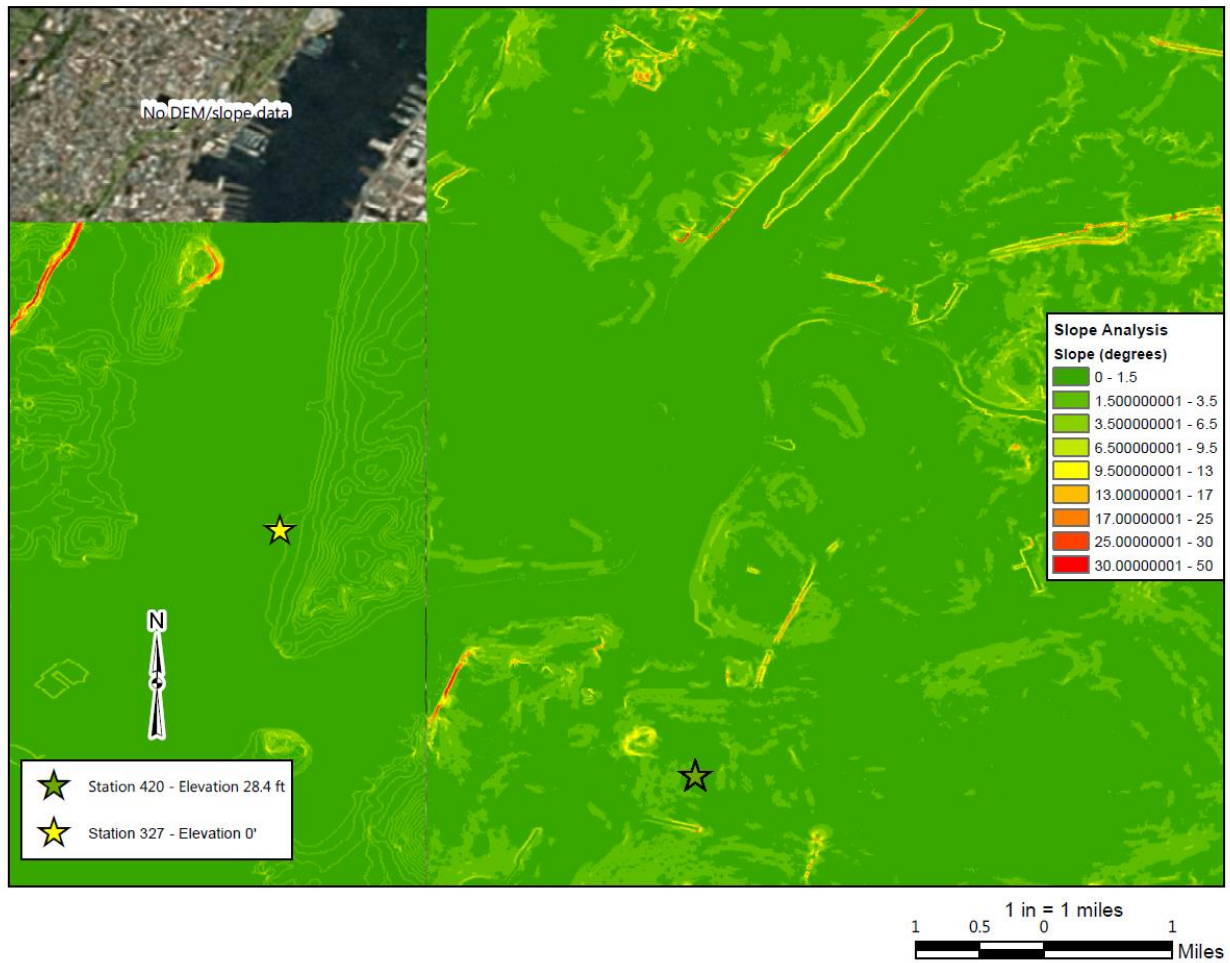 No DEM/slope data
Slope Analysis
Slope (degrees)
0 - 1.5
1.500000001 - 3.5
3.500000001 - 6.5
6.500000001 - 9.5
9.500000001 - 13
13.00000001 - 17
17.00000001 - 25
25.00000001 - 30
30.00000001 - 50
N
Station 420 - Elevation 28.4 ft
Station 327 - Elevation 0'
1 in = 1 miles
1 0.5 0 1
Miles